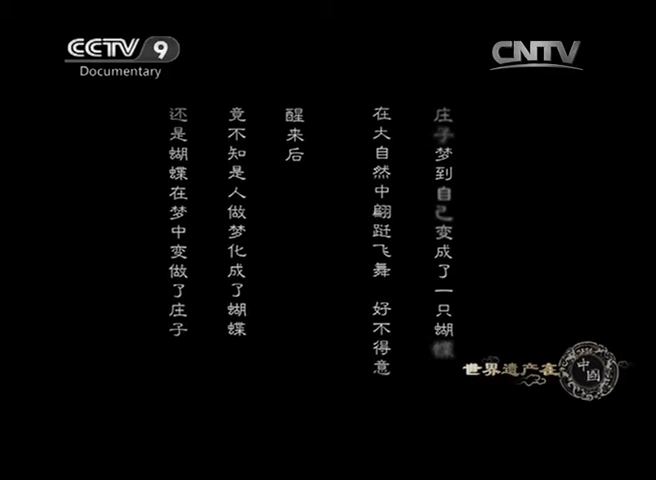 CCTV 9
Documentary
CNTV
庄子梦到自己变成了一只蝴蝶
在大自然中翩跹飞舞 好不得意
醒来后
竟不知是人做梦化成了蝴蝶
还是蝴蝶在梦中变做了庄子
世界遗产在
中國